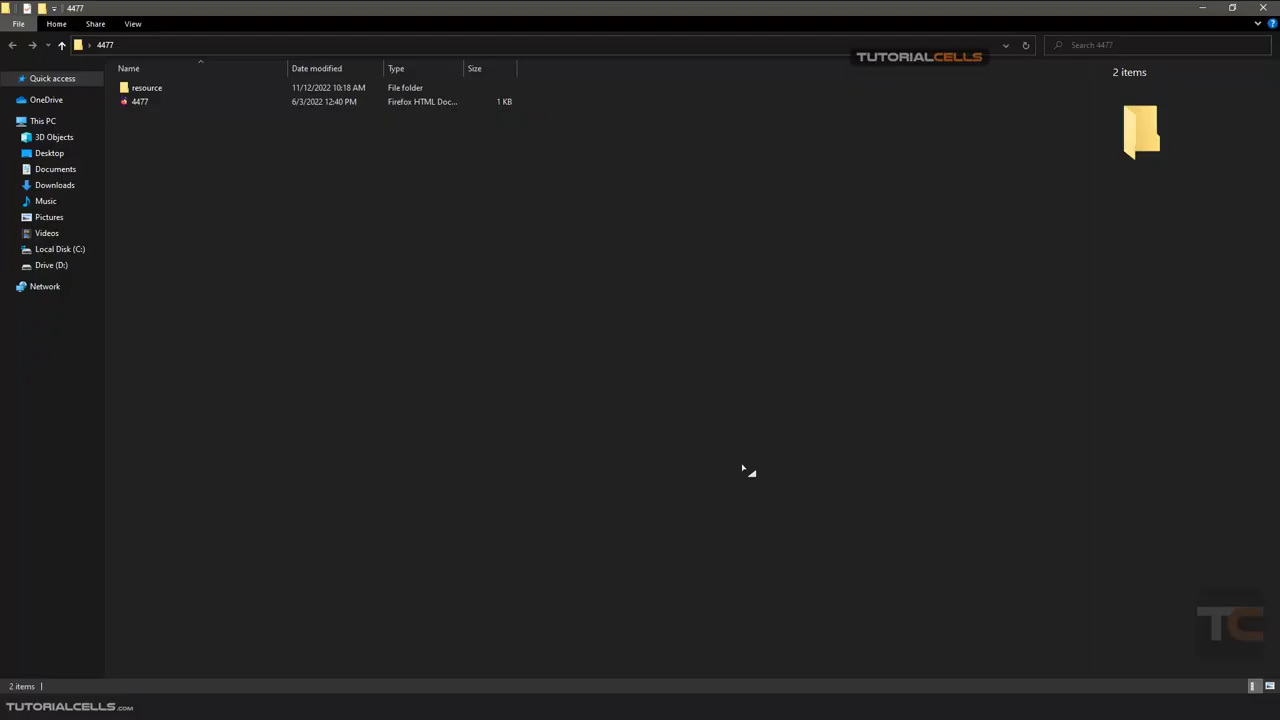 4477
File
Home
Share
View
4477
Search 4477
TUTORIALCELLS
Name
Date modified
Type
Size
2 items
Quick access
resource
11/12/2022 10:18 AM
File folder
4477
6/3/2022 12:40 PM
Firefox HTML Doc...
1 KB
OneDrive
This PC
3D Objects
Desktop
Documents
Downloads
Music
Pictures
Videos
Local Disk (C:)
Drive (D:)
Network
TC
2 items
TUTORIALCELLS.com